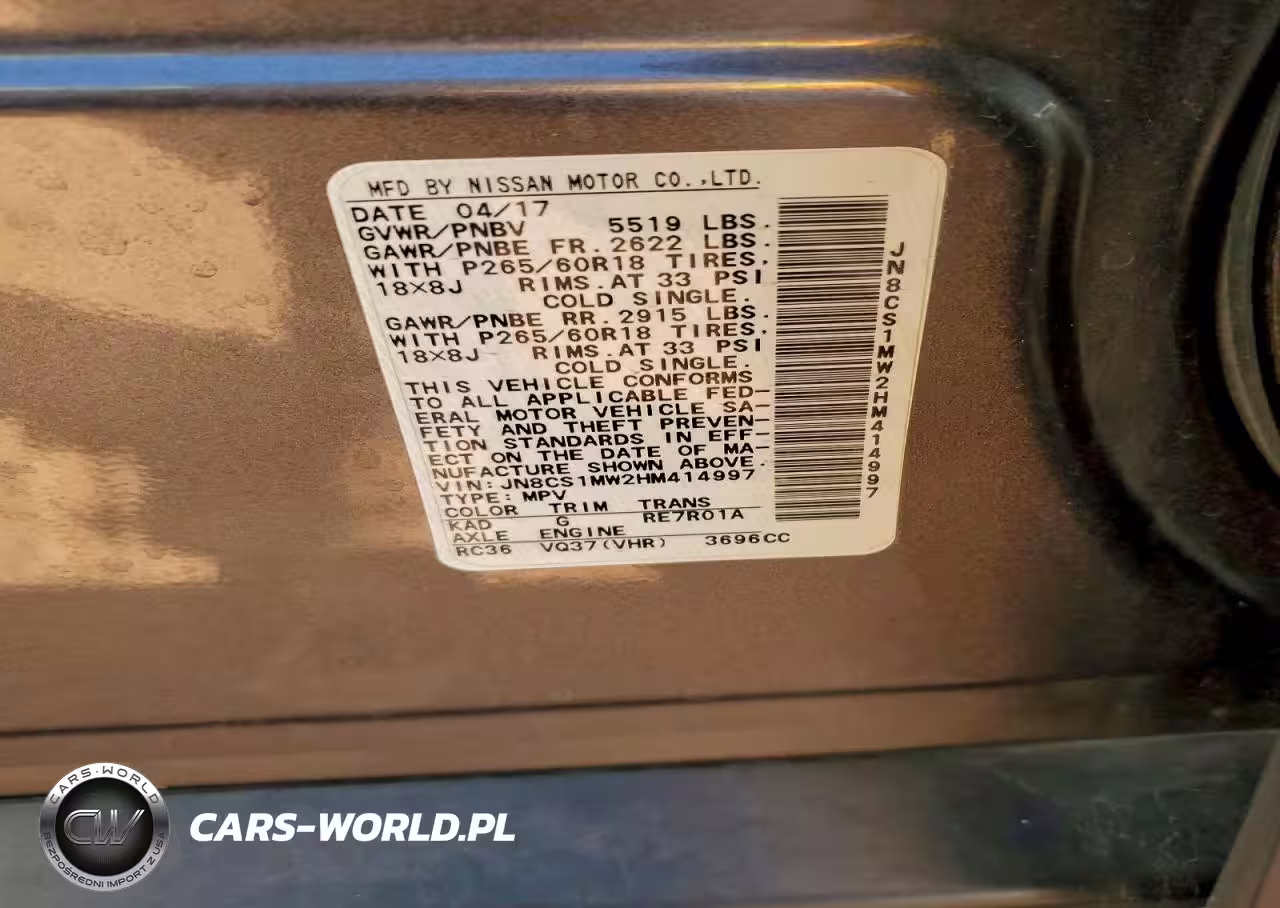 MFD BY NISSAN MOTOR CO.,LTD.
DATE 04/17
GVWR/PNBV 5519 LBS.
GAWR/PNBE FR.2622 LBS.
WITH P265/60R18 TIRES.
18×8J RIMS.AT 33 PSI
COLD SINGLE.
GAWR/PNBE RR.2915 LBS.
WITH P265/60R18 TIRES.
18×8J RIMS.AT 33 PSI
COLD SINGLE.
THIS VEHICLE CONFORMS
TO ALL APPLICABLE FED-
ERAL MOTOR VEHICLE SA-
FETY AND THEFT PREVEN-
TION STANDARDS IN EFF-
ECT ON THE DATE OF MA-
NUFACTURE SHOWN ABOVE.
VIN: JN8CS1MW2HM414997
TYPE: MPV
COLOR TRIM TRANS
KAD G RE7R01A
AXLE ENGINE
RC36 VQ37(VHR) 3696CC
JN8CS1MW2HM414997
CARS-WORLD
CW
BEZPOŚREDNI IMPORT Z USA
CARS-WORLD.PL